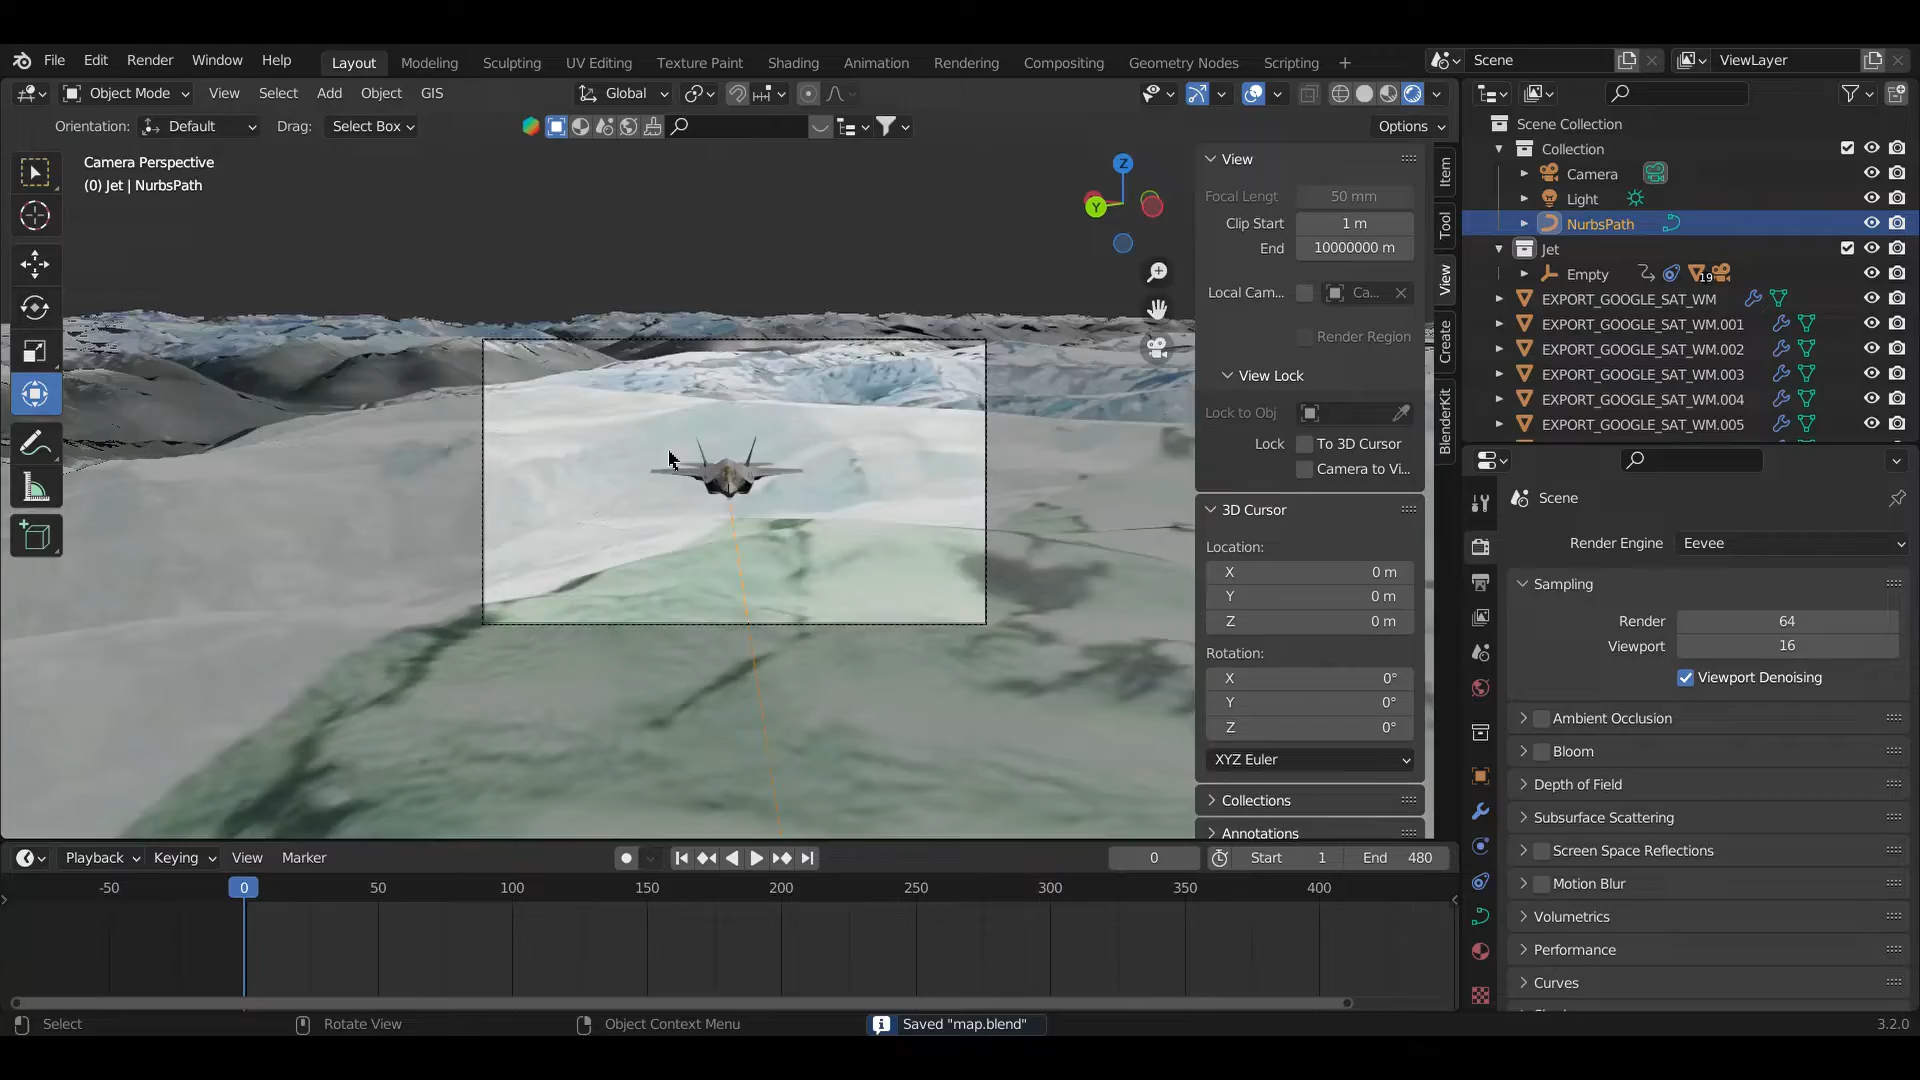 File Edit Render Window Help Layout Modeling Sculpting UV Editing Texture Paint Shading Animation Rendering Compositing Geometry Nodes Scripting + Scene ViewLayer
Object Mode View Select Add Object GIS Global
Orientation: Default Drag: Select Box Options
Camera Perspective
(0) Jet | NurbsPath
Z
Y
View
Focal Lengt 50 mm
Clip Start 1 m
End 10000000 m
Local Cam... Ca...
Render Region
View Lock
Lock to Obj
Lock To 3D Cursor
Camera to Vi...
3D Cursor
Location:
X 0 m
Y 0 m
Z 0 m
Rotation:
X 0°
Y 0°
Z 0°
XYZ Euler
Collections
Annotations
Item
Tool
View
Create
BlenderKit
Scene Collection
Collection
Camera
Light
NurbsPath
Jet
Empty 19
EXPORT_GOOGLE_SAT_WM
EXPORT_GOOGLE_SAT_WM.001
EXPORT_GOOGLE_SAT_WM.002
EXPORT_GOOGLE_SAT_WM.003
EXPORT_GOOGLE_SAT_WM.004
EXPORT_GOOGLE_SAT_WM.005
Scene
Render Engine Eevee
Sampling
Render 64
Viewport 16
Viewport Denoising
Ambient Occlusion
Bloom
Depth of Field
Subsurface Scattering
Screen Space Reflections
Motion Blur
Volumetrics
Performance
Curves
Playback Keying View Marker 0 Start 1 End 480
-50 0 50 100 150 200 250 300 350 400
Select Rotate View Object Context Menu Saved "map.blend" 3.2.0